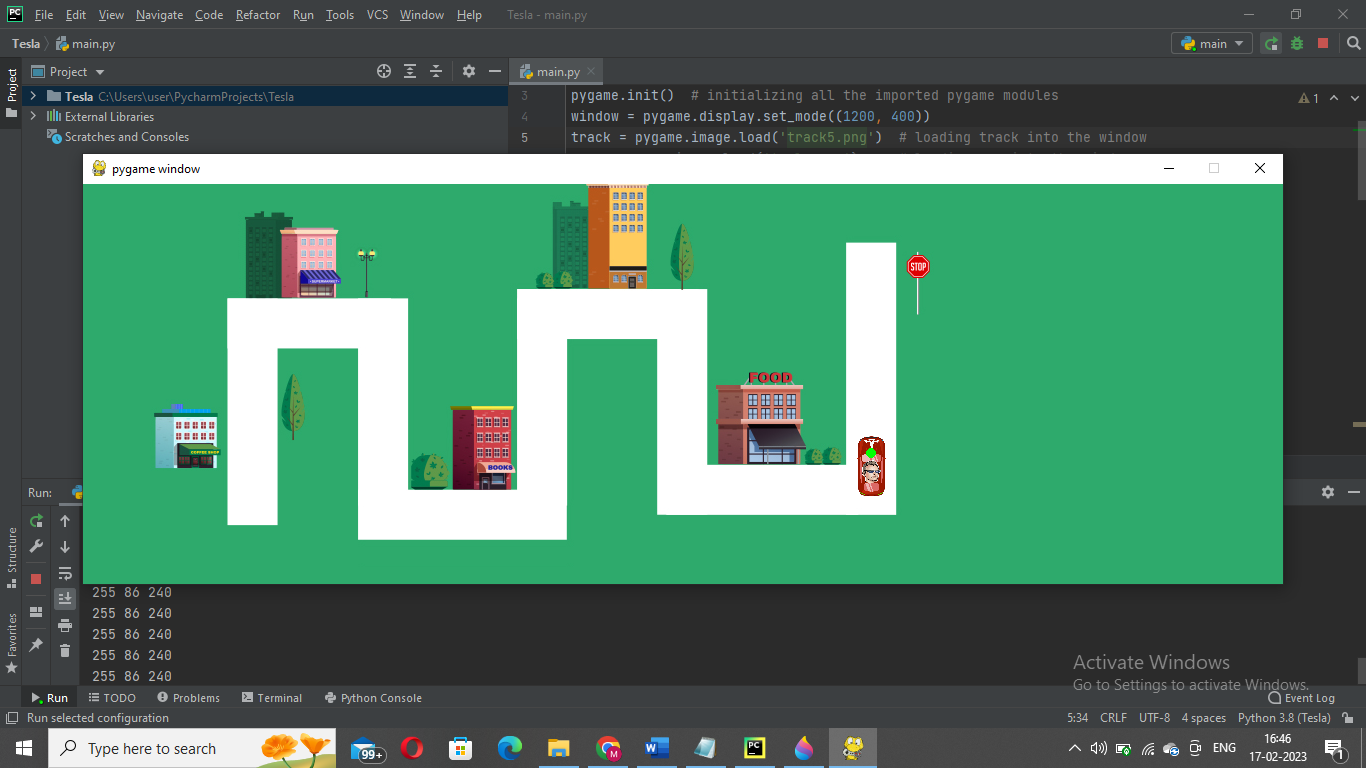 PC File Edit View Navigate Code Refactor Run Tools VCS Window Help Tesla - main.py
Tesla main.py main
Project main.py
Project
Tesla C:\Users\user\PycharmProjects\Tesla
External Libraries
Scratches and Consoles
3 pygame.init() # initializing all the imported pygame modules
4 window = pygame.display.set_mode((1200, 400))
5 track = pygame.image.load('track5.png') # loading track into the window
1
pygame window
SUPERMARKET
STOP
FOOD
COFFEE SHOP
BOOKS
Run:
Structure
Favorites
255 86 240
255 86 240
255 86 240
255 86 240
255 86 240
Activate Windows
Go to Settings to activate Windows.
Run TODO Problems Terminal Python Console Event Log
Run selected configuration 5:34 CRLF UTF-8 4 spaces Python 3.8 (Tesla)
Type here to search 99+ M W PC ENG 16:46
17-02-2023
1